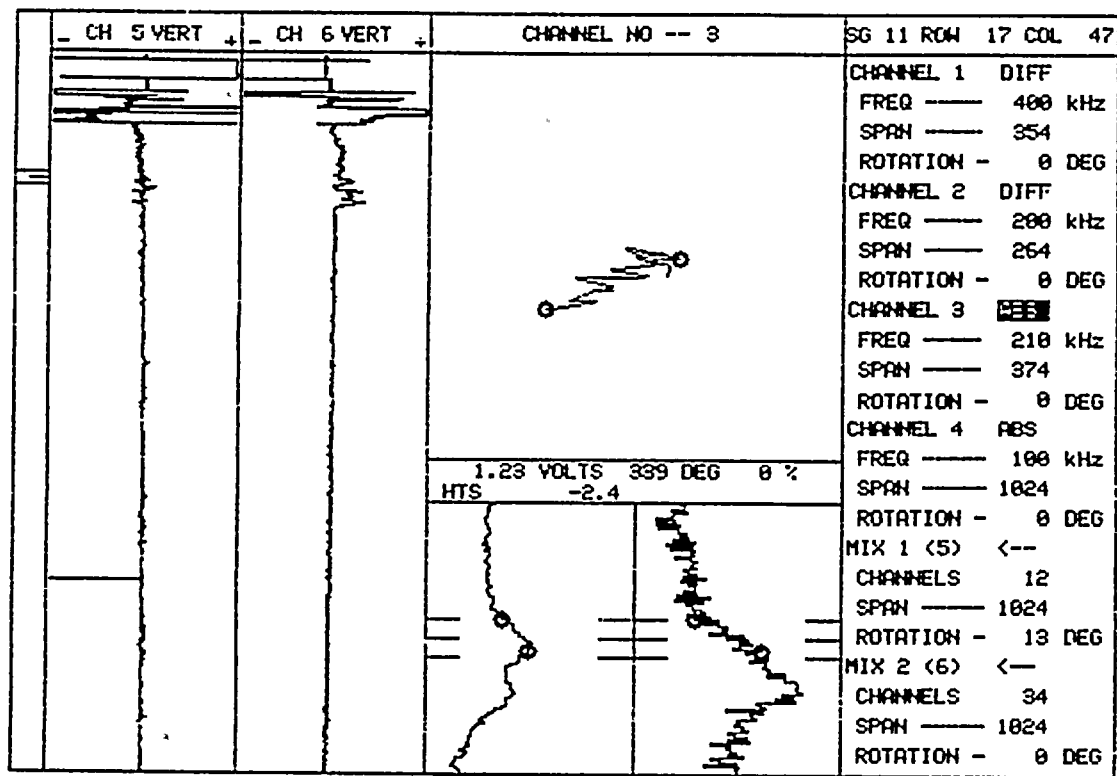 _ CH 5 VERT +
_ CH 6 VERT +
CHANNEL NO -- 3
SG 11 ROW 17 COL 47
CHANNEL 1 DIFF
FREQ —— 400 kHz
SPAN —— 354
ROTATION - 0 DEG
CHANNEL 2 DIFF
FREQ —— 200 kHz
SPAN —— 264
ROTATION - 0 DEG
CHANNEL 3
FREQ —— 210 kHz
SPAN —— 374
ROTATION - 0 DEG
CHANNEL 4 ABS
FREQ —— 100 kHz
SPAN —— 1024
ROTATION - 0 DEG
MIX 1 (5) <--
CHANNELS 12
SPAN —— 1024
ROTATION - 13 DEG
MIX 2 (6) <--
CHANNELS 34
SPAN —— 1024
ROTATION - 0 DEG
1.23 VOLTS 339 DEG 0 %
HTS -2.4